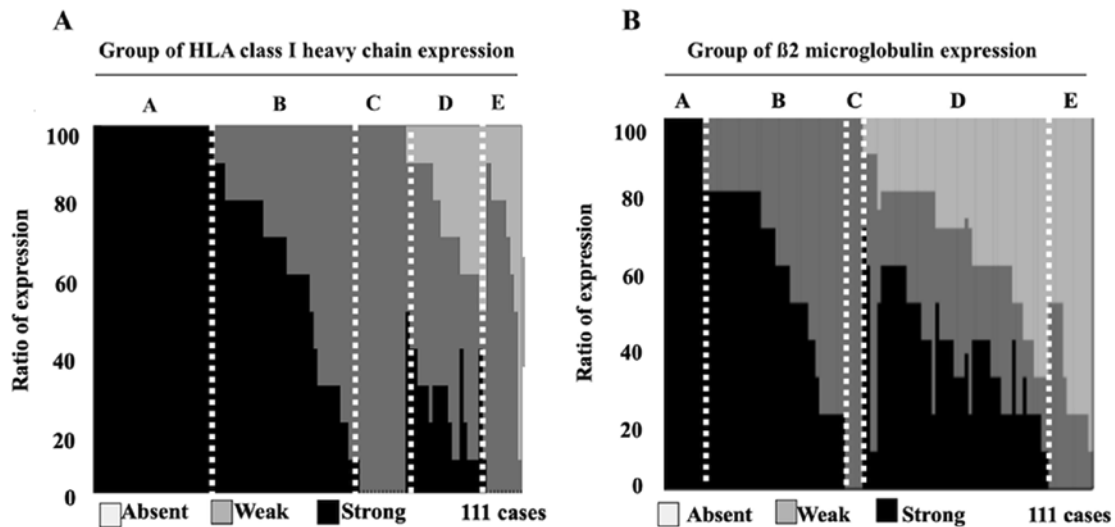 A
Group of HLA class I heavy chain expression
A B C D E
Ratio of expression
100
80
60
40
20
0
Absent Weak Strong 111 cases
B
Group of ß2 microglobulin expression
A B C D E
Ratio of expression
100
80
60
40
20
0
Absent Weak Strong 111 cases